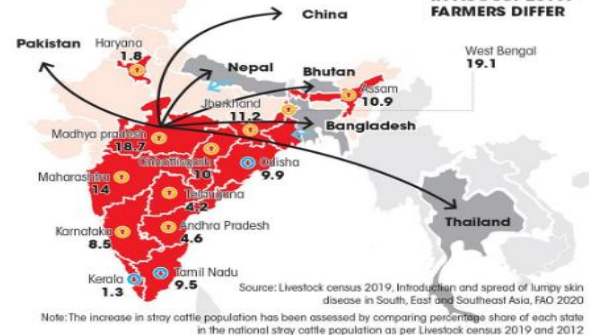 FARMERS DIFFER
China
Pakistan
Haryana
1.8
Nepal
Bhutan
West Bengal
19.1
Assam
10.9
Jherkhand
11.2
Bangladesh
Madhya pradesh
18.7
Chhattisgarh
10
Odisha
9.9
Maharashtra
14
Telangana
4.2
Thailand
Karnataka
8.5
Andhra Pradesh
4.6
Kerala
1.3
Tamil Nadu
9.5
Source: Livestock census 2019, Introduction and spread of lumpy skin
disease in South, East and Southeast Asia, FAO 2020
Note: The increase in stray cattle population has been assessed by comparing percentage share of each state
in the national stray cattle population as per Livestock census 2019 and 2012